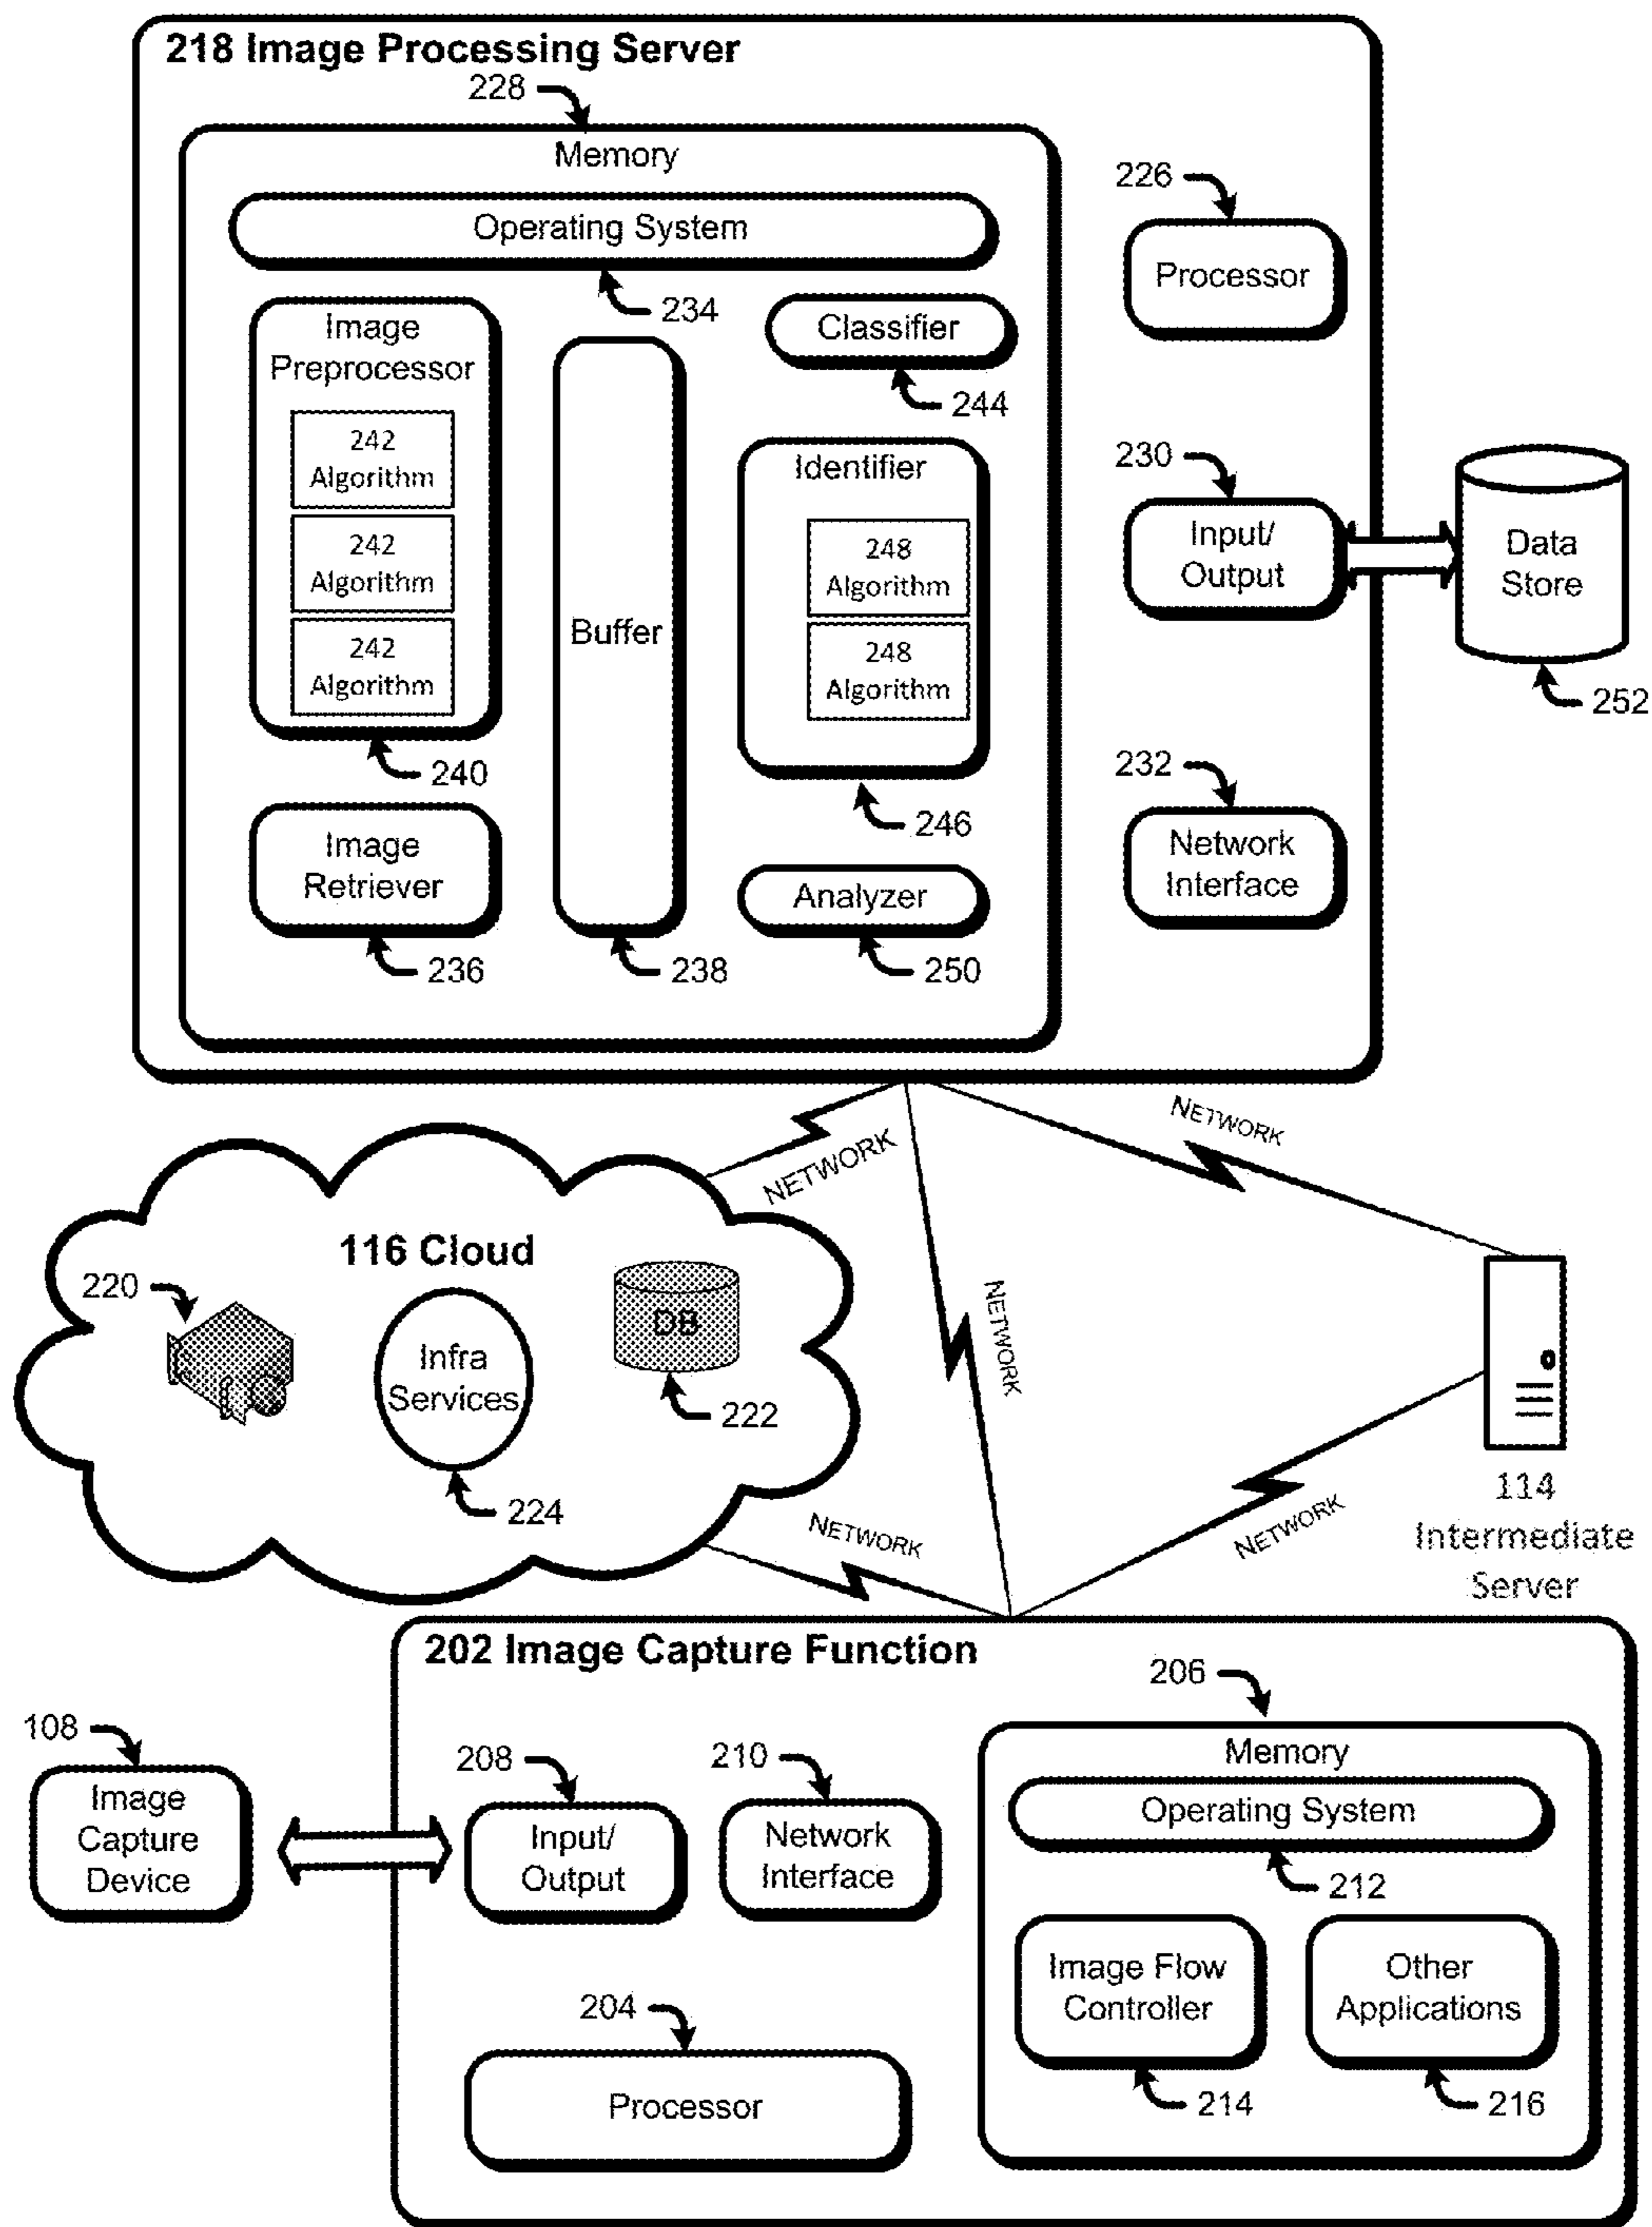 218 Image Processing Server
228
Memory
Operating System
234
Image
Preprocessor
242
Algorithm
242
Algorithm
242
Algorithm
240
Image
Retriever
236
Buffer
238
Classifier
244
Identifier
248
Algorithm
248
Algorithm
246
Analyzer
250
226
Processor
230
Input/
Output
232
Network
Interface
Data
Store
252
NETWORK
NETWORK
NETWORK
116 Cloud
220
Infra
Services
224
DB
222
114
Intermediate
Server
NETWORK
NETWORK
202 Image Capture Function
108
Image
Capture
Device
208
Input/
Output
210
Network
Interface
204
Processor
206
Memory
Operating System
212
Image Flow
Controller
214
Other
Applications
216